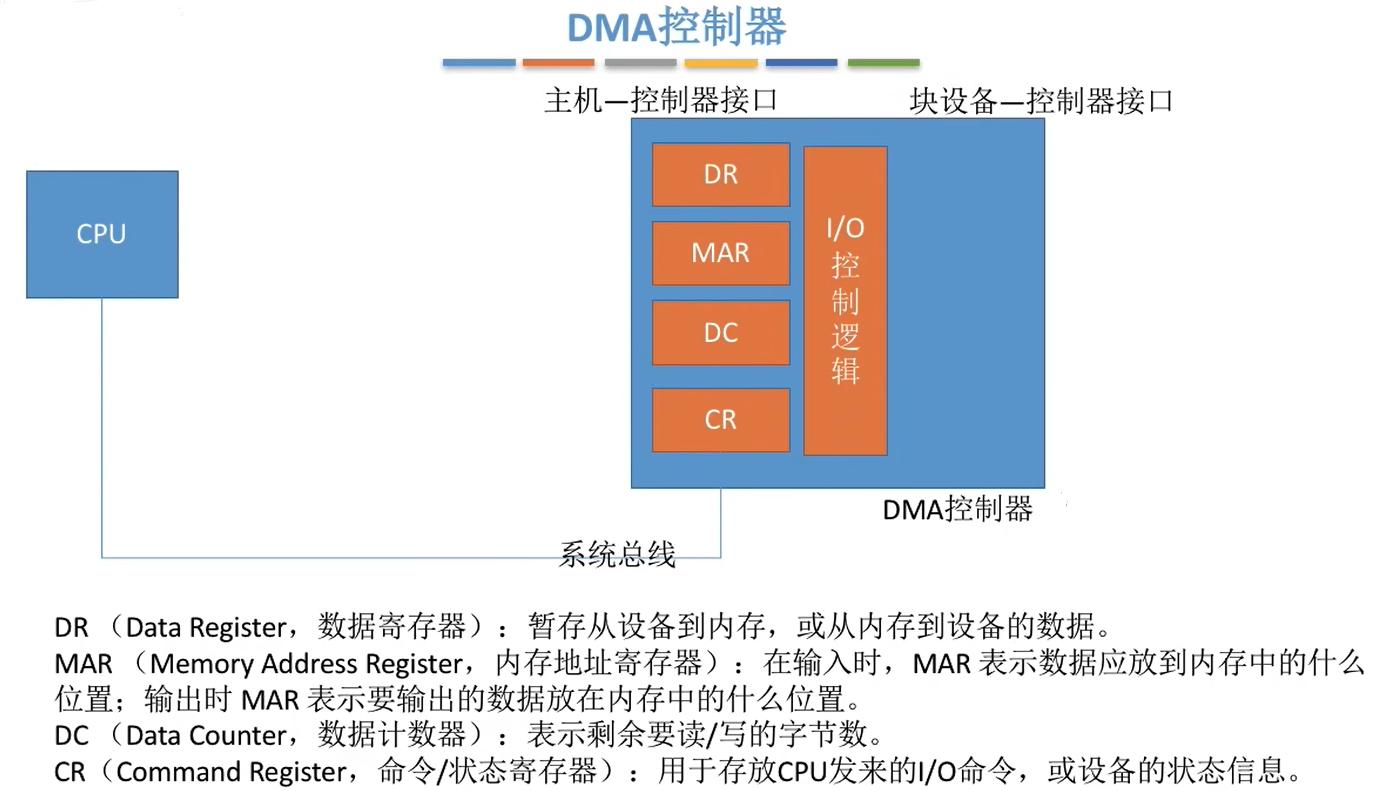 DMA控制器
主机—控制器接口
块设备—控制器接口
CPU
DR
MAR
DC
CR
I/O
控
制
逻
辑
DMA控制器
系统总线
DR （Data Register，数据寄存器）：暂存从设备到内存，或从内存到设备的数据。
MAR （Memory Address Register，内存地址寄存器）：在输入时，MAR 表示数据应放到内存中的什么
位置；输出时 MAR 表示要输出的数据放在内存中的什么位置。
DC （Data Counter，数据计数器）：表示剩余要读/写的字节数。
CR（Command Register，命令/状态寄存器）：用于存放CPU发来的I/O命令，或设备的状态信息。